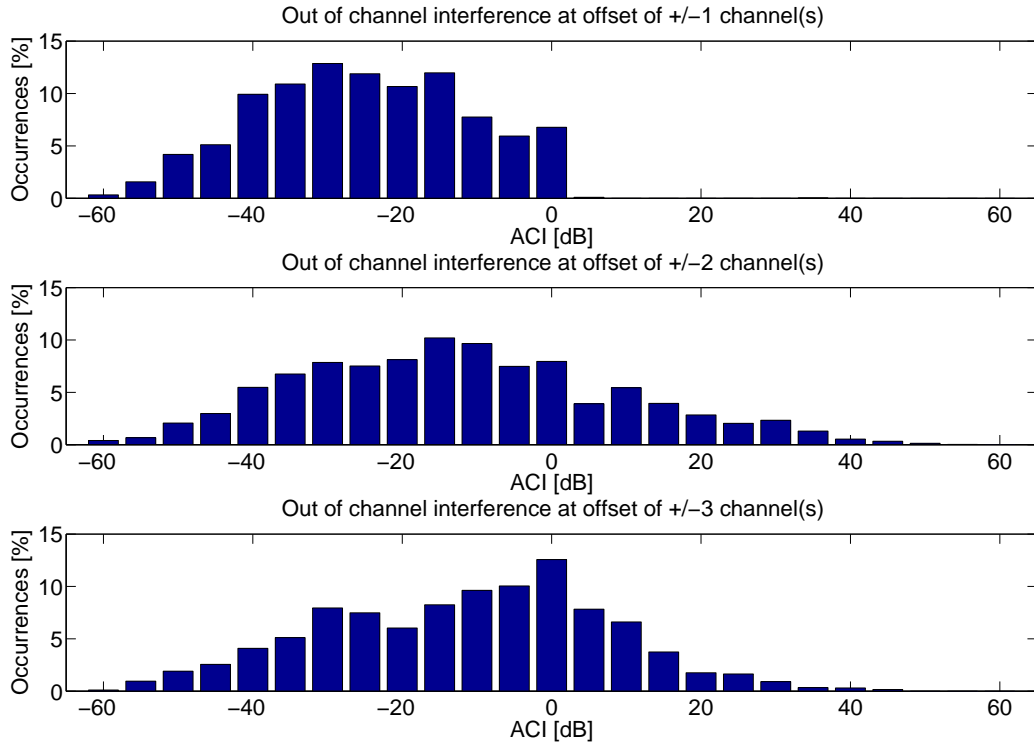 Out of channel interference at offset of +/−1 channel(s)
15
10
5
0
Occurrences [%]
−60 −40 −20 0 20 40 60
ACI [dB]
Out of channel interference at offset of +/−2 channel(s)
15
10
5
0
Occurrences [%]
−60 −40 −20 0 20 40 60
ACI [dB]
Out of channel interference at offset of +/−3 channel(s)
15
10
5
0
Occurrences [%]
−60 −40 −20 0 20 40 60
ACI [dB]